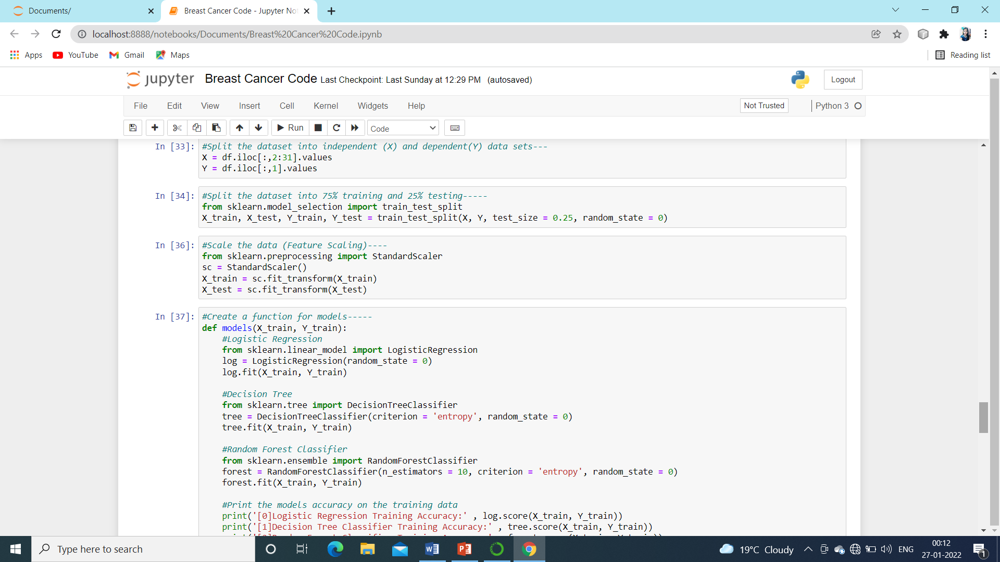 Documents/
Breast Cancer Code - Jupyter No
localhost:8888/notebooks/Documents/Breast%20Cancer%20Code.ipynb
Apps YouTube Gmail Maps Reading list
jupyter Breast Cancer Code Last Checkpoint: Last Sunday at 12:29 PM (autosaved) Logout
File Edit View Insert Cell Kernel Widgets Help Not Trusted Python 3
Run Code
In [33]: #Split the dataset into independent (X) and dependent(Y) data sets---
X = df.iloc[:,2:31].values
Y = df.iloc[:,1].values
In [34]: #Split the dataset into 75% training and 25% testing-----
from sklearn.model_selection import train_test_split
X_train, X_test, Y_train, Y_test = train_test_split(X, Y, test_size = 0.25, random_state = 0)
In [36]: #Scale the data (Feature Scaling)----
from sklearn.preprocessing import StandardScaler
sc = StandardScaler()
X_train = sc.fit_transform(X_train)
X_test = sc.fit_transform(X_test)
In [37]: #Create a function for models-----
def models(X_train, Y_train):
    #Logistic Regression
    from sklearn.linear_model import LogisticRegression
    log = LogisticRegression(random_state = 0)
    log.fit(X_train, Y_train)
    #Decision Tree
    from sklearn.tree import DecisionTreeClassifier
    tree = DecisionTreeClassifier(criterion = 'entropy', random_state = 0)
    tree.fit(X_train, Y_train)
    #Random Forest Classifier
    from sklearn.ensemble import RandomForestClassifier
    forest = RandomForestClassifier(n_estimators = 10, criterion = 'entropy', random_state = 0)
    forest.fit(X_train, Y_train)
    #Print the models accuracy on the training data
    print('[0]Logistic Regression Training Accuracy:' , log.score(X_train, Y_train))
    print('[1]Decision Tree Classifier Training Accuracy:' , tree.score(X_train, Y_train))
Type here to search 19°C Cloudy ENG 00:12
27-01-2022 1